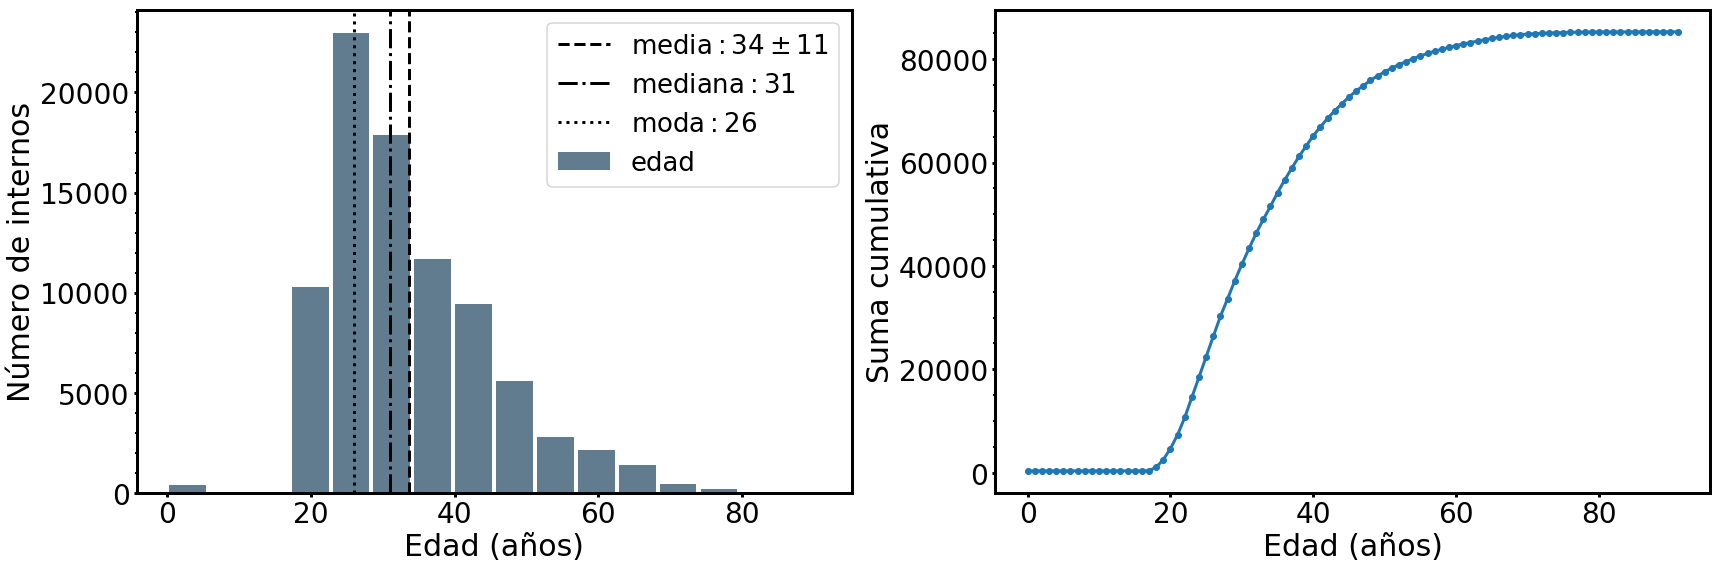 Número de internos
20000
15000
10000
5000
0
0 20 40 60 80
Edad (años)
media : 34 ± 11
mediana : 31
moda : 26
edad
Suma cumulativa
80000
60000
40000
20000
0
0 20 40 60 80
Edad (años)